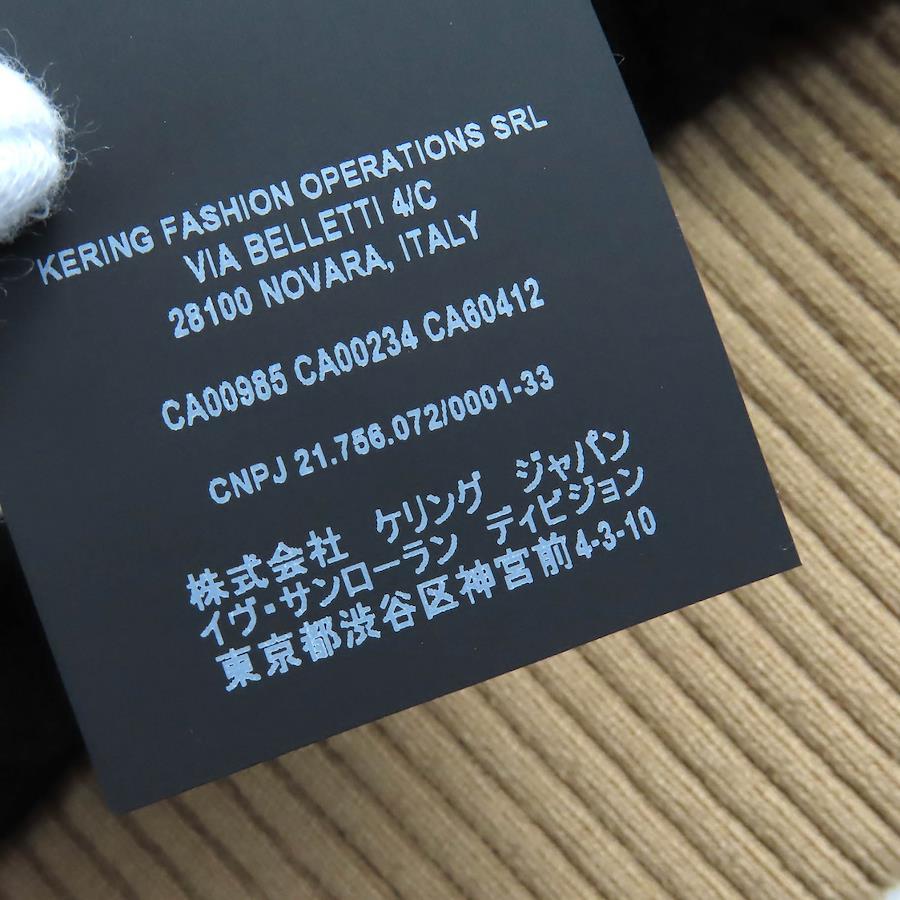 KERING FASHION OPERATIONS SRL
VIA BELLETTI 4/C
28100 NOVARA, ITALY
CA00985 CA00234 CA60412
CNPJ 21.756.072/0001-33
株式会社 ケリング ジャパン
イヴ・サンローラン ディビジョン
東京都渋谷区神宮前4-3-10